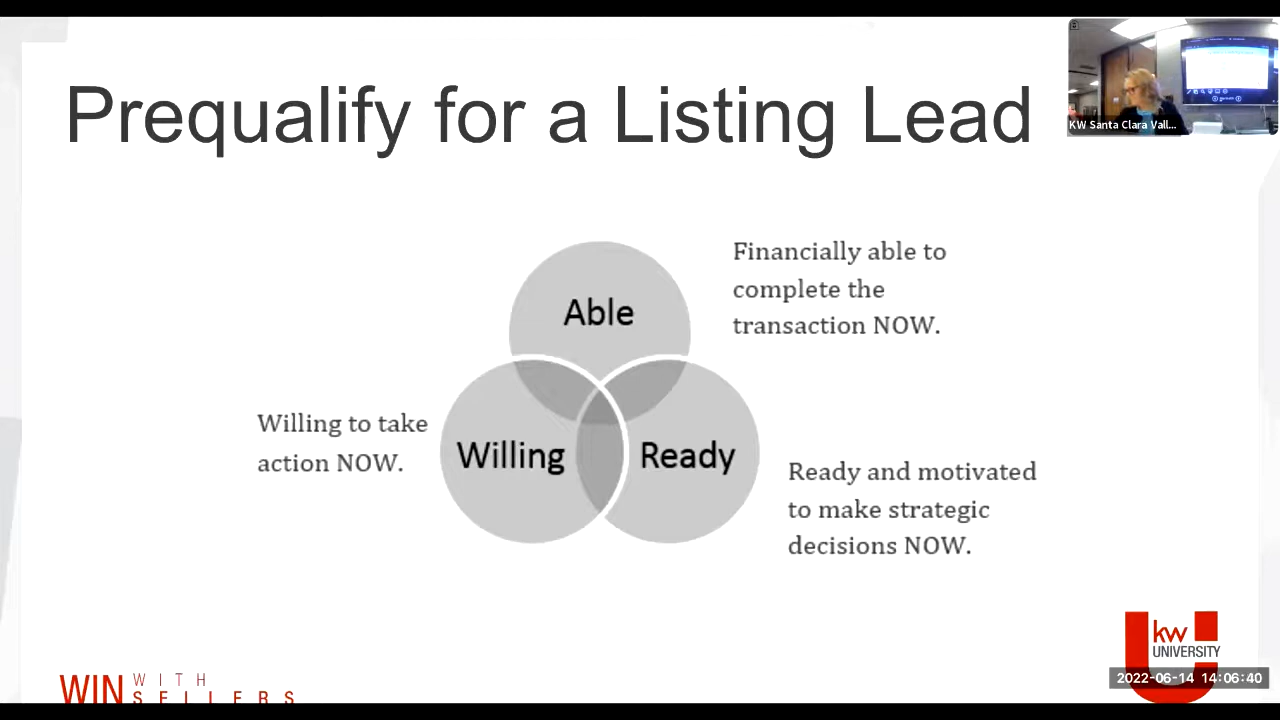 Prequalify for a Listing Lead
KW Santa Clara Vall...
Financially able to
complete the
transaction NOW.
Able
Willing to take
action NOW.
Willing
Ready
Ready and motivated
to make strategic
decisions NOW.
kw
UNIVERSITY
WIN WITH
SELLERS
2022-06-14 14:06:40